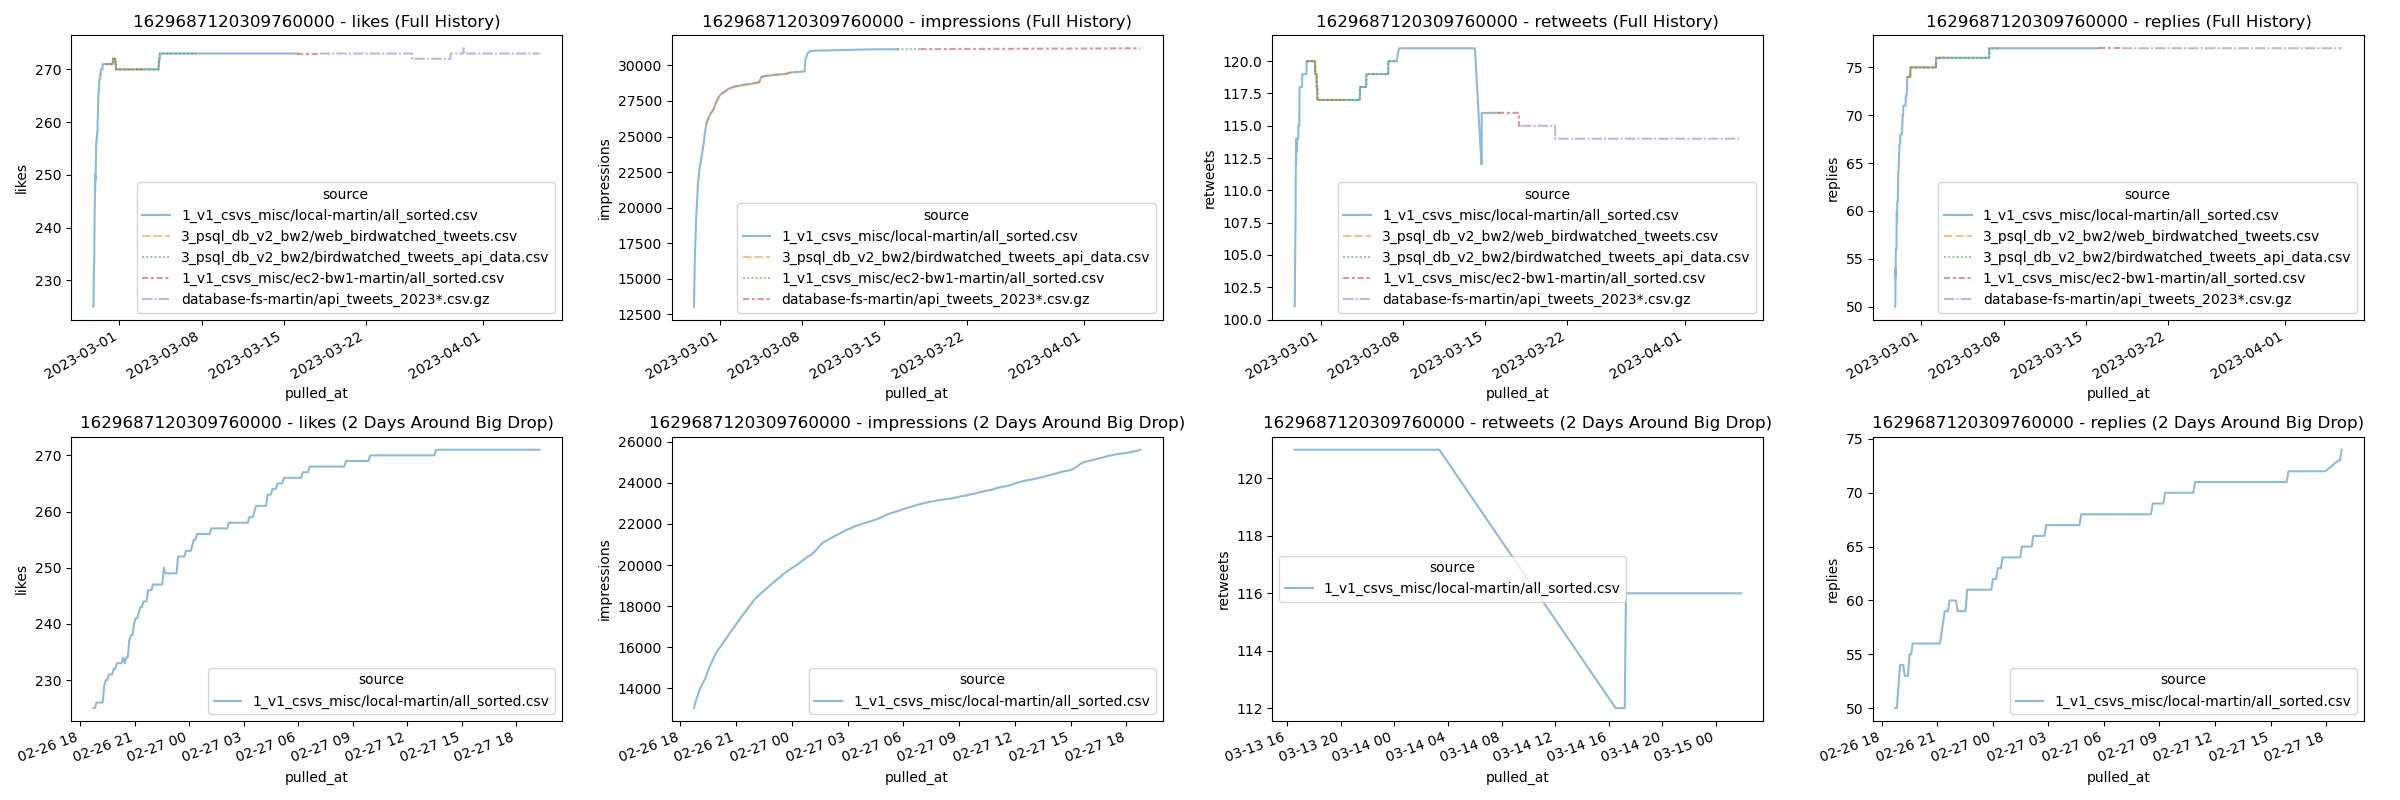 1629687120309760000 - likes (Full History)
likes
270
260
250
240
230
source
1_v1_csvs_misc/local-martin/all_sorted.csv
3_psql_db_v2_bw2/web_birdwatched_tweets.csv
3_psql_db_v2_bw2/birdwatched_tweets_api_data.csv
1_v1_csvs_misc/ec2-bw1-martin/all_sorted.csv
database-fs-martin/api_tweets_2023*.csv.gz
2023-03-01
2023-03-08
2023-03-15
2023-03-22
2023-04-01
pulled_at
1629687120309760000 - impressions (Full History)
impressions
30000
27500
25000
22500
20000
17500
15000
12500
source
1_v1_csvs_misc/local-martin/all_sorted.csv
3_psql_db_v2_bw2/birdwatched_tweets_api_data.csv
1_v1_csvs_misc/ec2-bw1-martin/all_sorted.csv
database-fs-martin/api_tweets_2023*.csv.gz
2023-03-01
2023-03-08
2023-03-15
2023-03-22
2023-04-01
pulled_at
1629687120309760000 - retweets (Full History)
retweets
120.0
117.5
115.0
112.5
110.0
107.5
105.0
102.5
100.0
source
1_v1_csvs_misc/local-martin/all_sorted.csv
3_psql_db_v2_bw2/web_birdwatched_tweets.csv
3_psql_db_v2_bw2/birdwatched_tweets_api_data.csv
1_v1_csvs_misc/ec2-bw1-martin/all_sorted.csv
database-fs-martin/api_tweets_2023*.csv.gz
2023-03-01
2023-03-08
2023-03-15
2023-03-22
2023-04-01
pulled_at
1629687120309760000 - replies (Full History)
replies
75
70
65
60
55
50
source
1_v1_csvs_misc/local-martin/all_sorted.csv
3_psql_db_v2_bw2/web_birdwatched_tweets.csv
3_psql_db_v2_bw2/birdwatched_tweets_api_data.csv
1_v1_csvs_misc/ec2-bw1-martin/all_sorted.csv
database-fs-martin/api_tweets_2023*.csv.gz
2023-03-01
2023-03-08
2023-03-15
2023-03-22
2023-04-01
pulled_at
1629687120309760000 - likes (2 Days Around Big Drop)
likes
270
260
250
240
230
source
1_v1_csvs_misc/local-martin/all_sorted.csv
02-26 18
02-26 21
02-27 00
02-27 03
02-27 06
02-27 09
02-27 12
02-27 15
02-27 18
pulled_at
1629687120309760000 - impressions (2 Days Around Big Drop)
impressions
26000
24000
22000
20000
18000
16000
14000
source
1_v1_csvs_misc/local-martin/all_sorted.csv
02-26 18
02-26 21
02-27 00
02-27 03
02-27 06
02-27 09
02-27 12
02-27 15
02-27 18
pulled_at
1629687120309760000 - retweets (2 Days Around Big Drop)
retweets
120
118
116
114
112
source
1_v1_csvs_misc/local-martin/all_sorted.csv
03-13 16
03-13 20
03-14 00
03-14 04
03-14 08
03-14 12
03-14 16
03-14 20
03-15 00
pulled_at
1629687120309760000 - replies (2 Days Around Big Drop)
replies
75
70
65
60
55
50
source
1_v1_csvs_misc/local-martin/all_sorted.csv
02-26 18
02-26 21
02-27 00
02-27 03
02-27 06
02-27 09
02-27 12
02-27 15
02-27 18
pulled_at